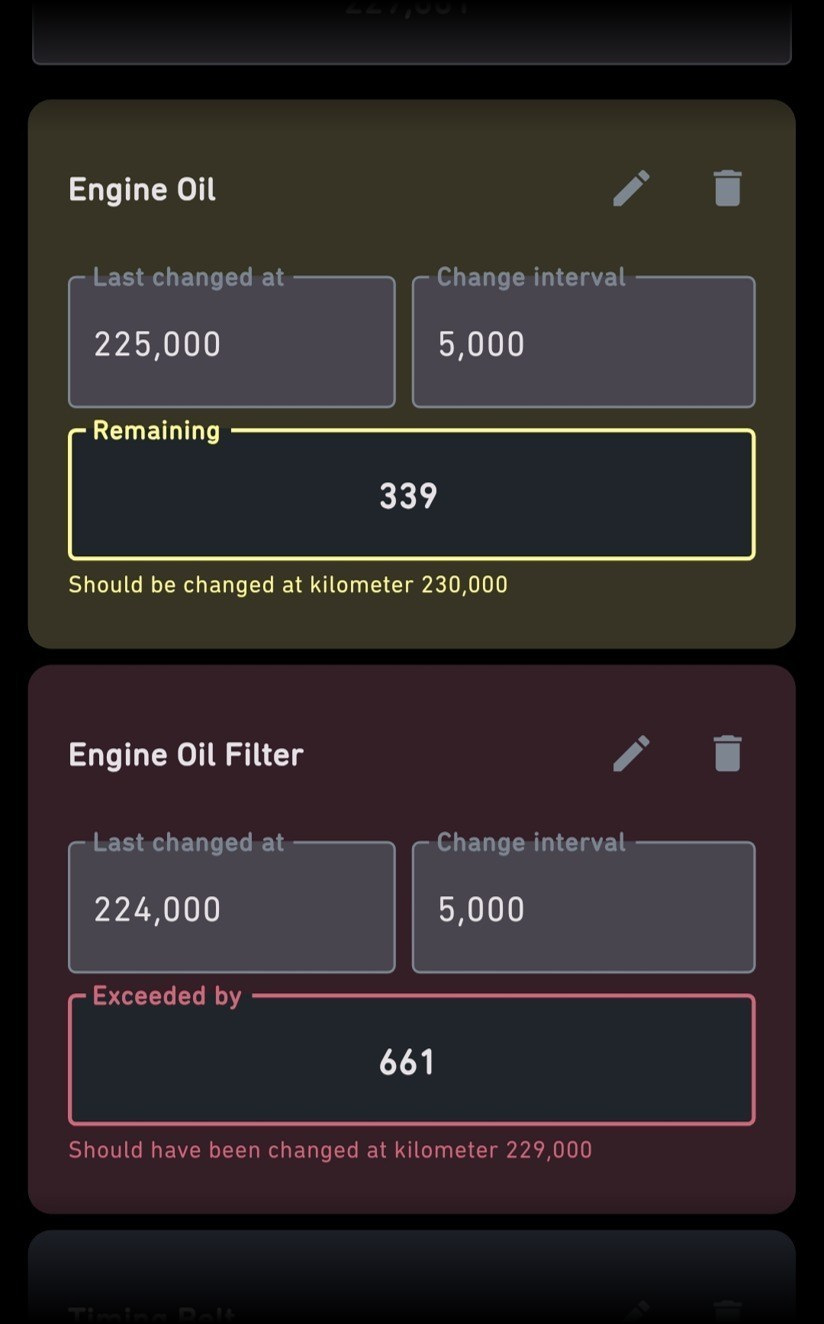 Engine Oil
Last changed at
Change interval
225,000
5,000
Remaining
339
Should be changed at kilometer 230,000
Engine Oil Filter
Last changed at
Change interval
224,000
5,000
Exceeded by
661
Should have been changed at kilometer 229,000
Timing Belt